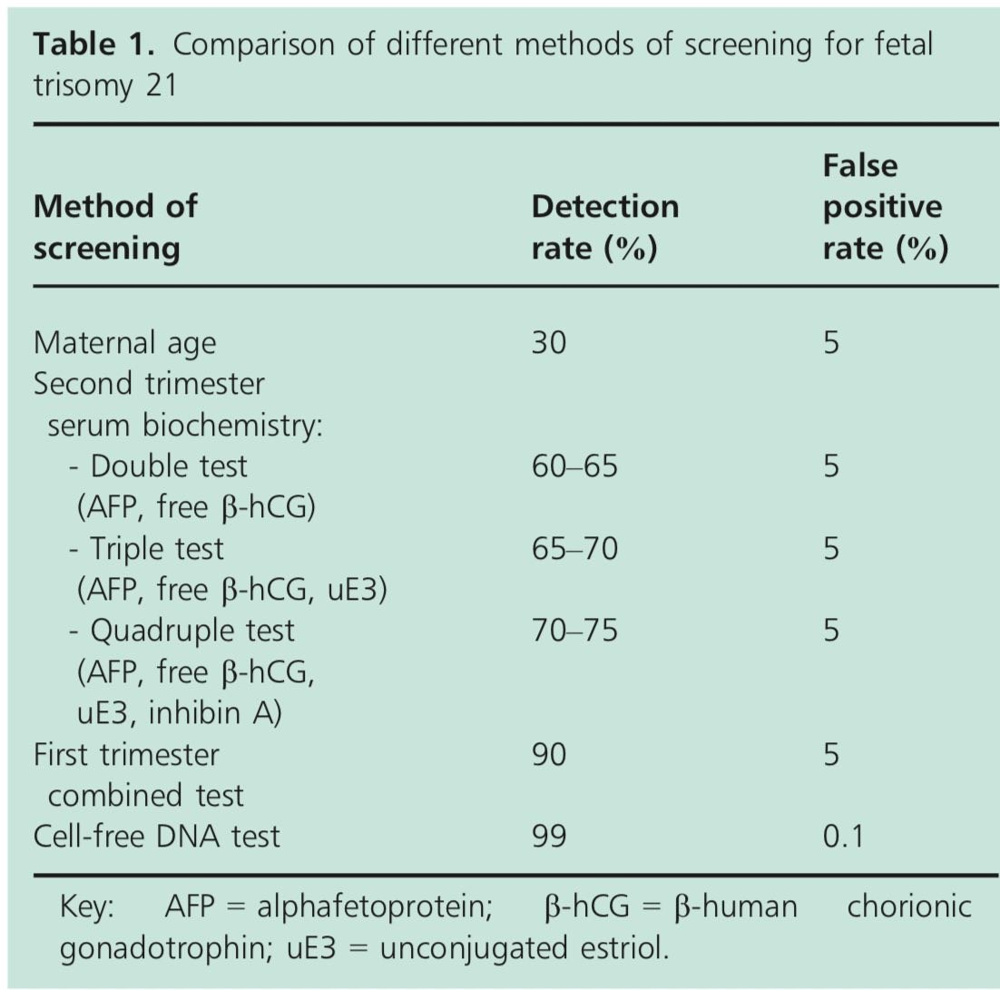 Table 1. Comparison of different methods of screening for fetal
trisomy 21
Method of
screening
Detection
rate (%)
False
positive
rate (%)
Maternal age 30 5
Second trimester
serum biochemistry:
- Double test 60–65 5
(AFP, free β-hCG)
- Triple test 65–70 5
(AFP, free β-hCG, uE3)
- Quadruple test 70–75 5
(AFP, free β-hCG,
uE3, inhibin A)
First trimester 90 5
combined test
Cell-free DNA test 99 0.1
Key: AFP = alphafetoprotein; β-hCG = β-human chorionic
gonadotrophin; uE3 = unconjugated estriol.